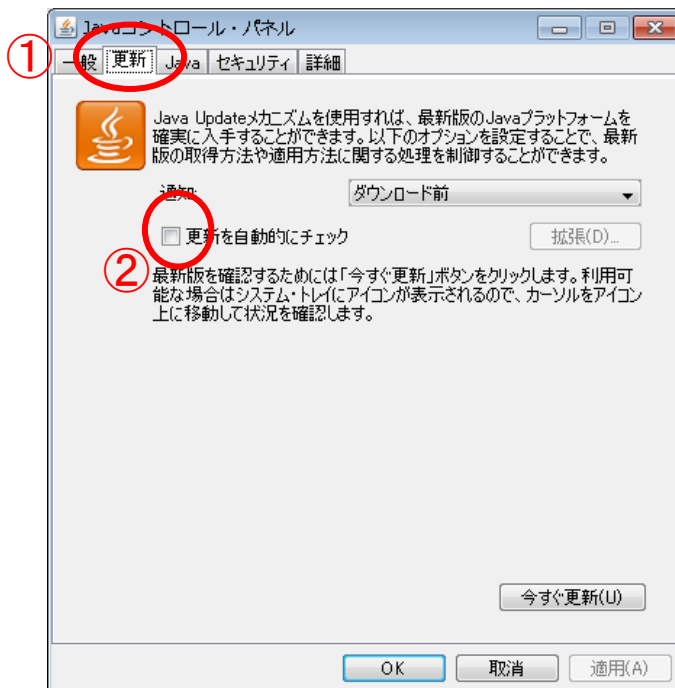 Javaコントロール・パネル
①
一般 更新 Java セキュリティ 詳細
Java Updateメカニズムを使用すれば、最新版のJavaプラットフォームを
確実に入手することができます。以下のオプションを設定することで、最新
版の取得方法や適用方法に関する処理を制御することができます。
通知: ダウンロード前
更新を自動的にチェック 拡張(D)...
②
最新版を確認するためには「今すぐ更新」ボタンをクリックします。利用可
能な場合はシステム・トレイにアイコンが表示されるので、カーソルをアイコン
上に移動して状況を確認します。
今すぐ更新(U)
OK 取消 適用(A)